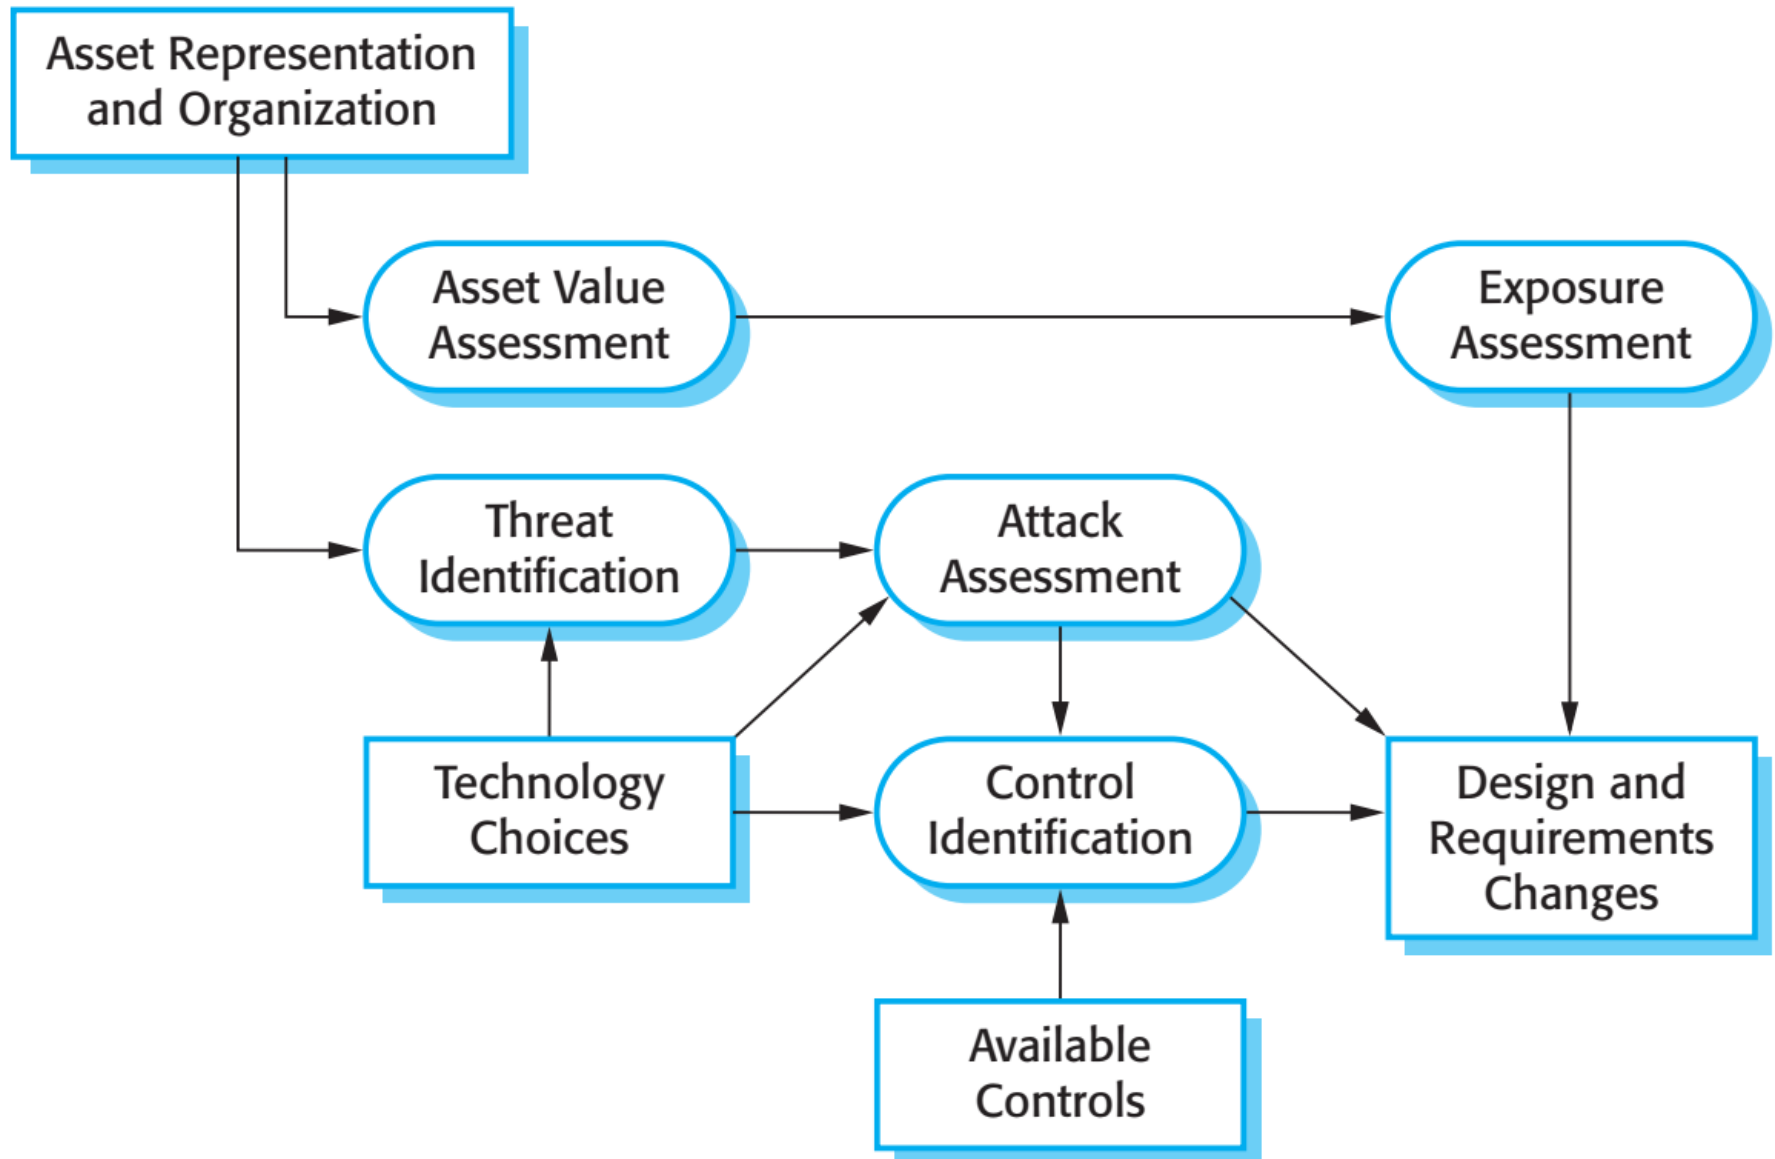 Asset Representation
and Organization
Asset Value
Assessment
Exposure
Assessment
Threat
Identification
Attack
Assessment
Technology
Choices
Control
Identification
Design and
Requirements
Changes
Available
Controls